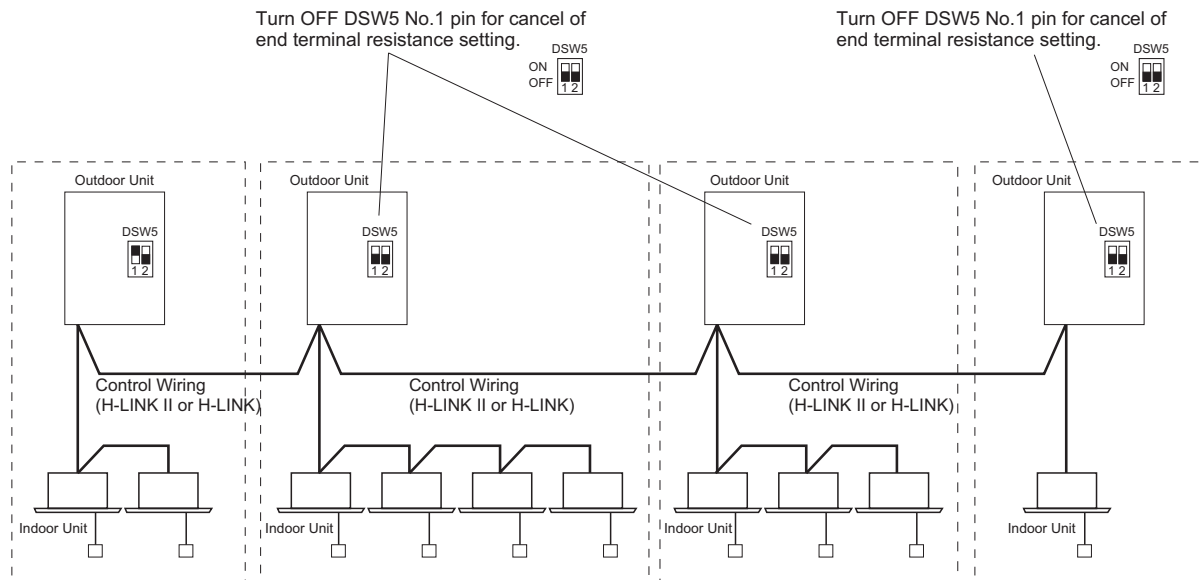 Turn OFF DSW5 No.1 pin for cancel of
end terminal resistance setting.
DSW5
ON
OFF
1 2
Turn OFF DSW5 No.1 pin for cancel of
end terminal resistance setting.
DSW5
ON
OFF
1 2
Outdoor Unit
DSW5
1 2
Outdoor Unit
DSW5
1 2
Outdoor Unit
DSW5
1 2
Outdoor Unit
DSW5
1 2
Control Wiring
(H-LINK II or H-LINK)
Control Wiring
(H-LINK II or H-LINK)
Control Wiring
(H-LINK II or H-LINK)
Indoor Unit
Indoor Unit
Indoor Unit
Indoor Unit